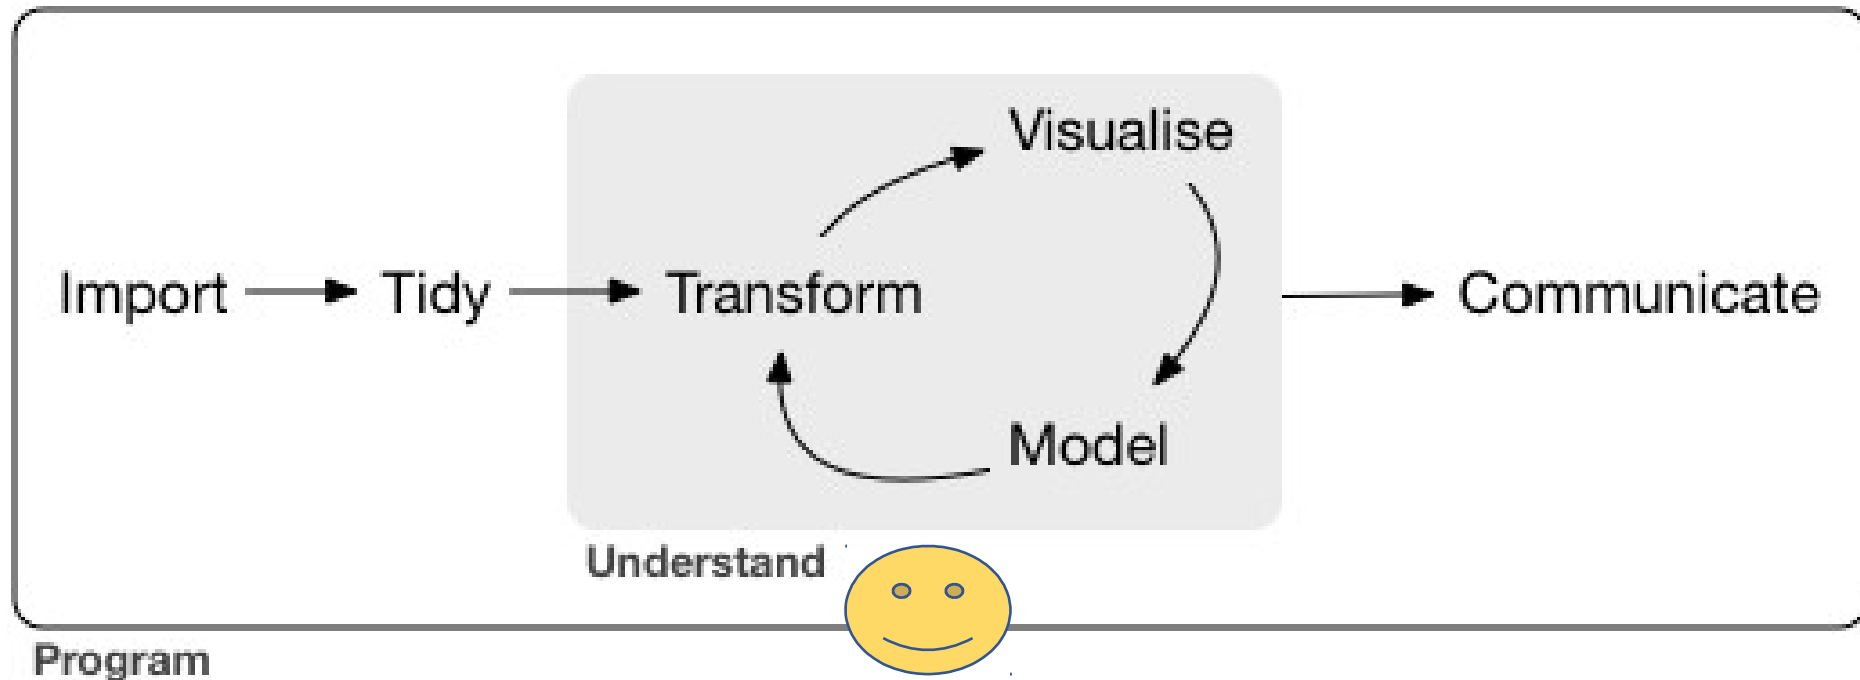 Visualise
Import Tidy Transform Communicate
Model
Understand
Program